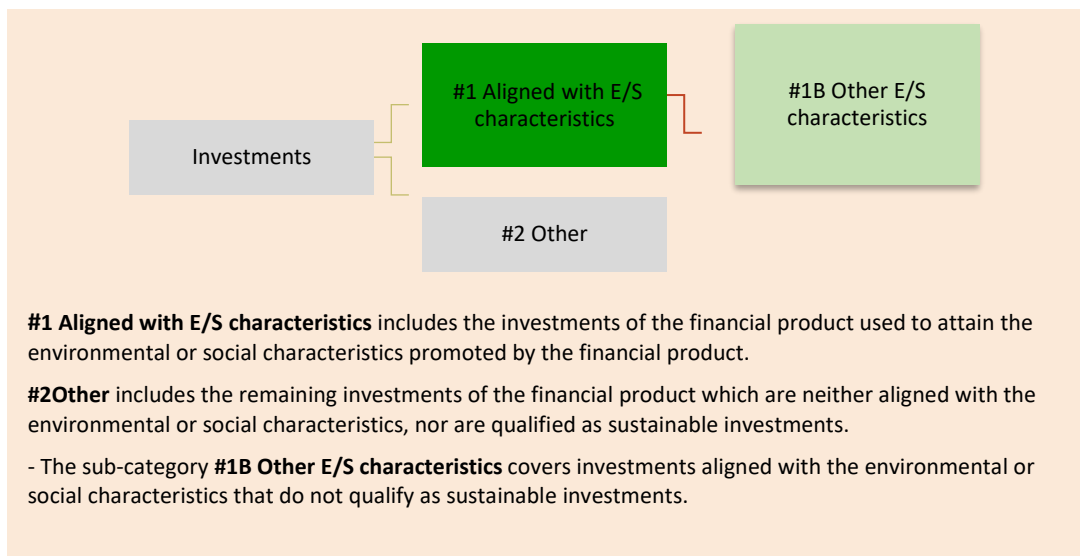 #1 Aligned with E/S
characteristics
#1B Other E/S
characteristics
Investments
#2 Other
#1 Aligned with E/S characteristics includes the investments of the financial product used to attain the
environmental or social characteristics promoted by the financial product.
#2Other includes the remaining investments of the financial product which are neither aligned with the
environmental or social characteristics, nor are qualified as sustainable investments.
- The sub-category #1B Other E/S characteristics covers investments aligned with the environmental or
social characteristics that do not qualify as sustainable investments.